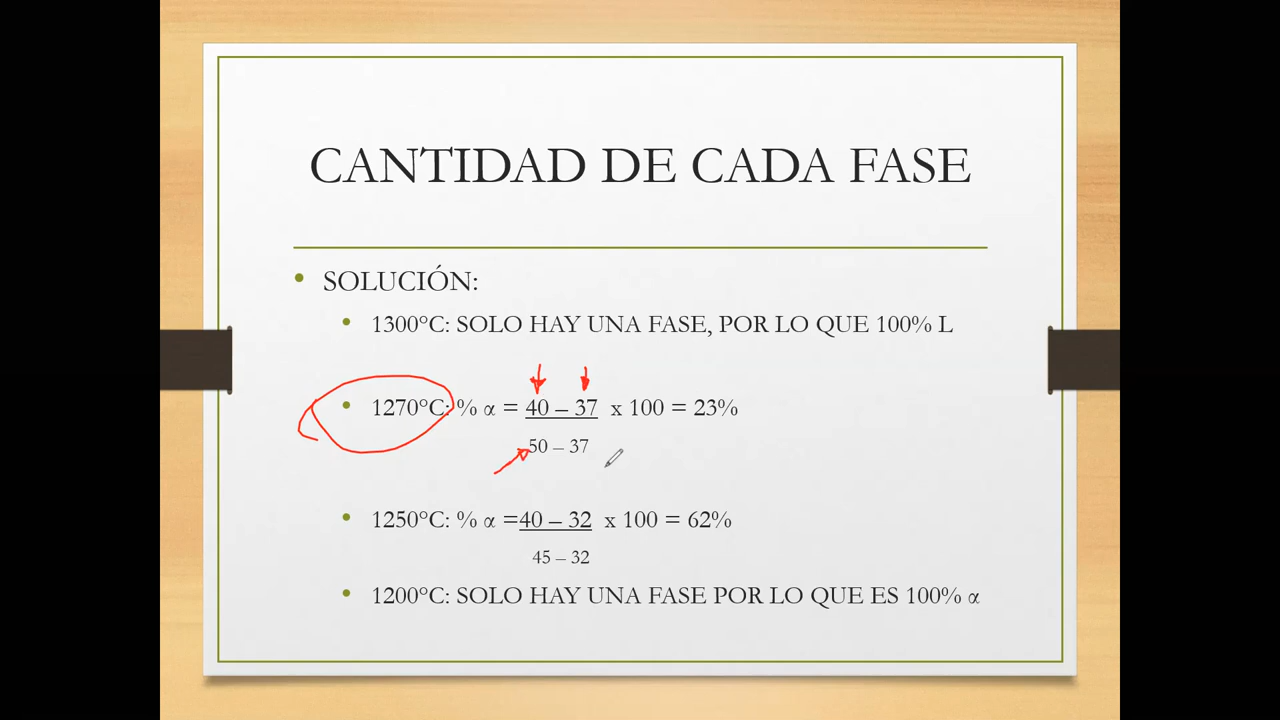 CANTIDAD DE CADA FASE
• SOLUCIÓN:
• 1300°C: SOLO HAY UNA FASE, POR LO QUE 100% L
• 1270°C: % α = 40 – 37 x 100 = 23%
50 – 37
• 1250°C: % α =40 – 32 x 100 = 62%
45 – 32
• 1200°C: SOLO HAY UNA FASE POR LO QUE ES 100% α